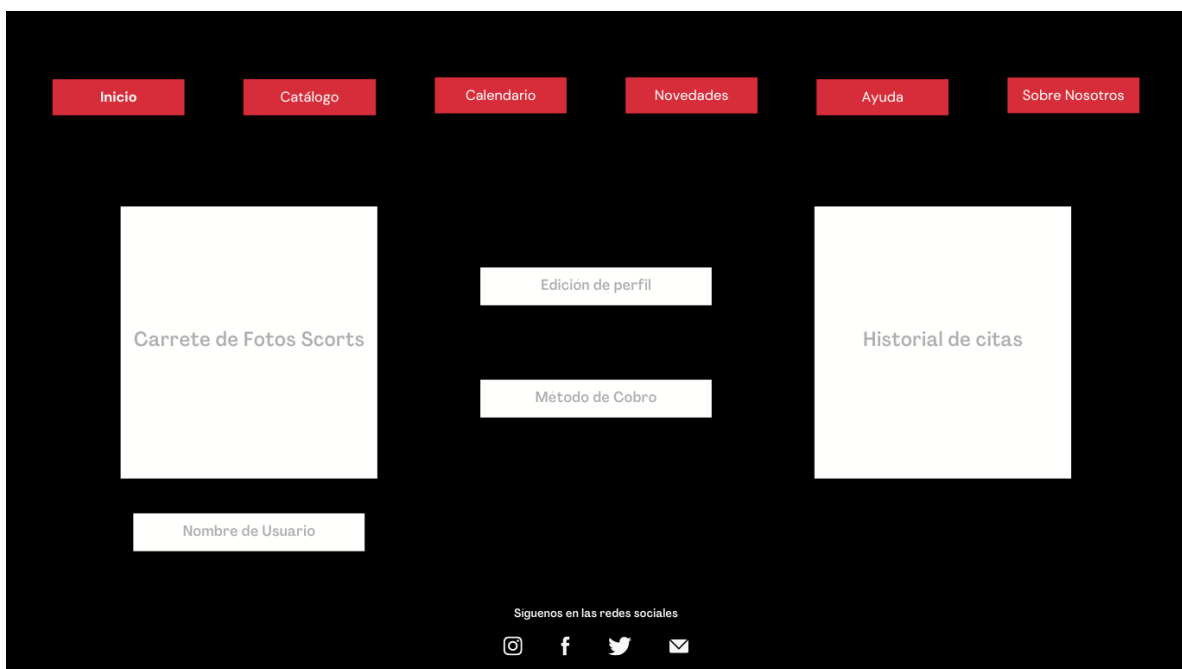 Inicio
Catálogo
Calendario
Novedades
Ayuda
Sobre Nosotros
Carrete de Fotos Scorts
Edición de perfil
Método de Cobro
Historial de citas
Nombre de Usuario
Síguenos en las redes sociales